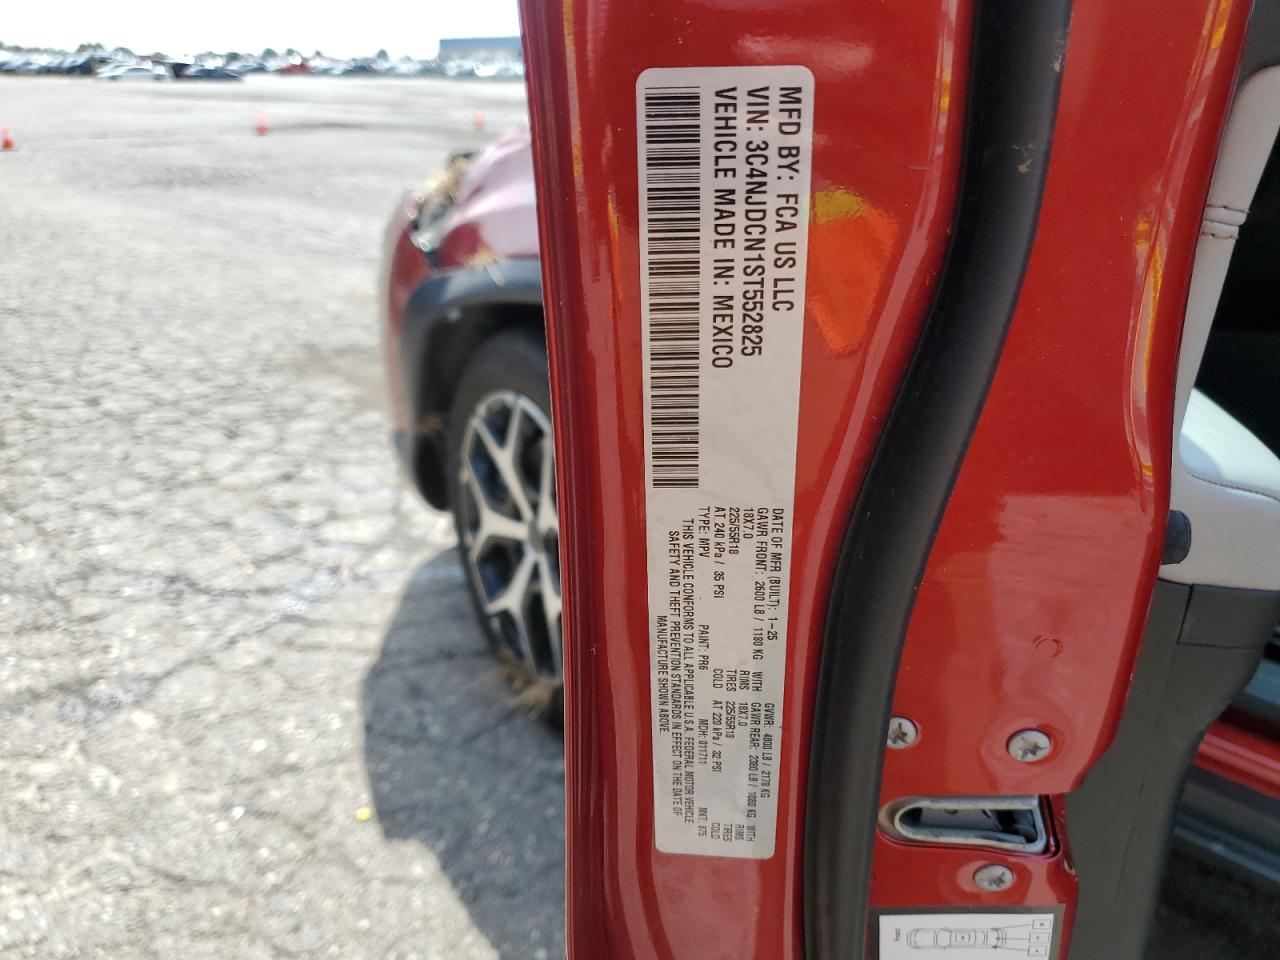 MFD BY: FCA US LLC
VIN: 3C4NJDCN1ST552825
VEHICLE MADE IN: MEXICO
DATE OF MFR (BUILT): 1-25 GVWR: 4800 LB / 2178 KG
GAWR FRONT: 2600 LB / 1180 KG WITH GAWR REAR: 2380 LB / 1080 KG WITH
18X7.0 RIMS 18X7.0 RIMS
225/55R18 TIRES 225/55R18 TIRES
AT 240 kPa / 35 PSI COLD AT 220 kPa / 32 PSI COLD
TYPE: MPV PAINT: PR6 MDH: 011711 MKT: 975
THIS VEHICLE CONFORMS TO ALL APPLICABLE U.S.A. FEDERAL MOTOR VEHICLE
SAFETY AND THEFT PREVENTION STANDARDS IN EFFECT ON THE DATE OF
MANUFACTURE SHOWN ABOVE.